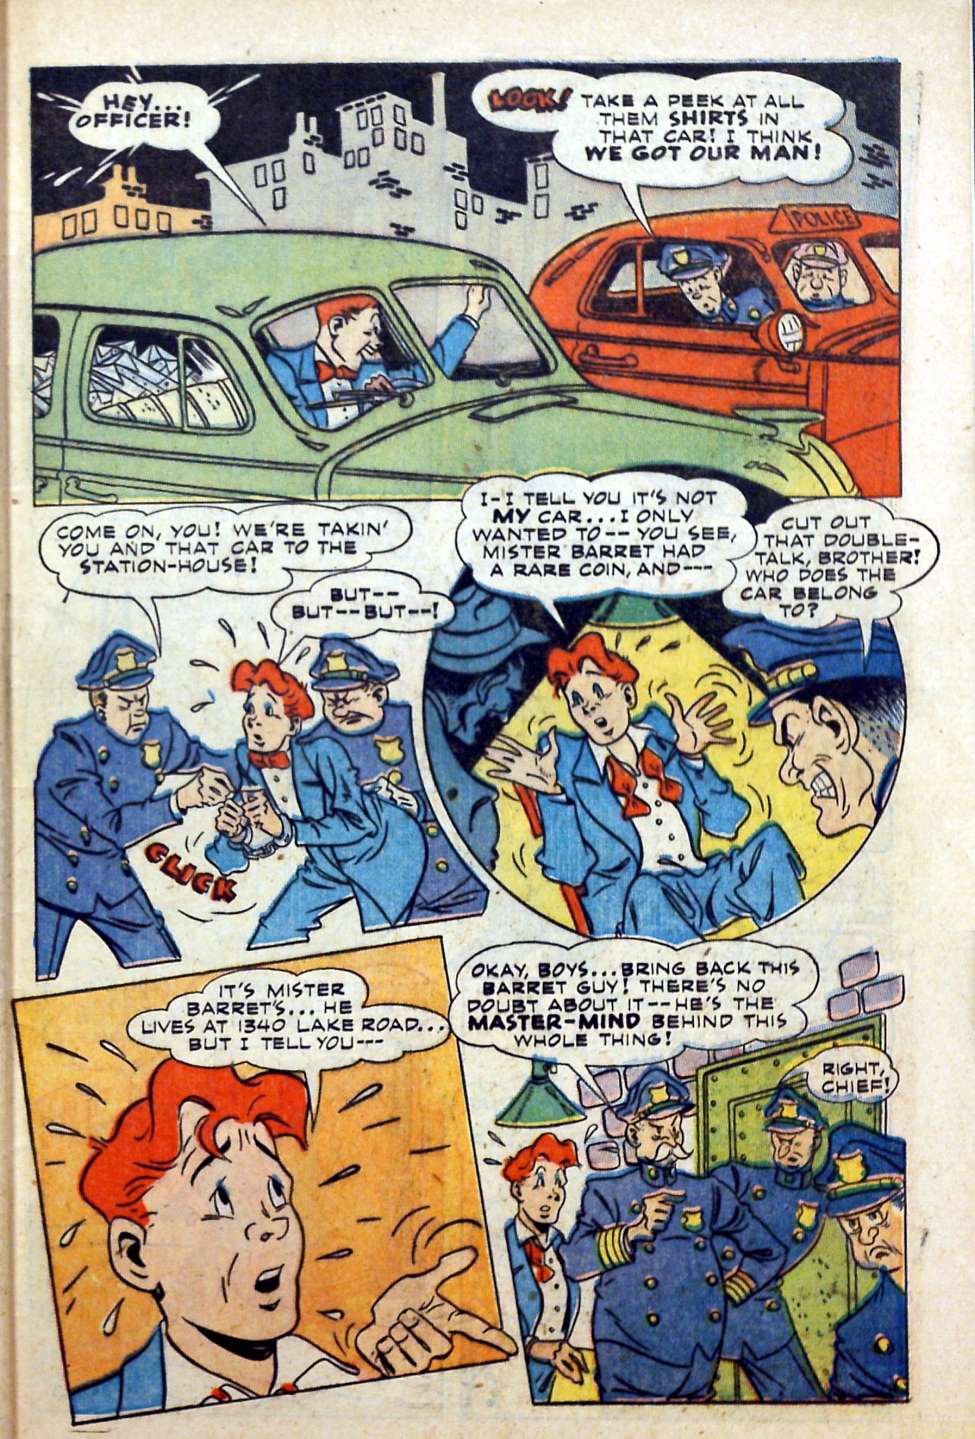 HEY...
OFFICER!
LOOK! TAKE A PEEK AT ALL
THEM SHIRTS IN
THAT CAR! I THINK
WE GOT OUR MAN!
POLICE
COME ON, YOU! WE'RE TAKIN'
YOU AND THAT CAR TO THE
STATION-HOUSE!
BUT--
BUT--BUT--!
CLICK
I-I TELL YOU IT'S NOT
MY CAR...I ONLY
WANTED TO-- YOU SEE,
MISTER BARRET HAD
A RARE COIN, AND---
CUT OUT
THAT DOUBLE-
TALK, BROTHER!
WHO DOES THE
CAR BELONG
TO?
IT'S MISTER
BARRET'S... HE
LIVES AT 1340 LAKE ROAD...
BUT I TELL YOU---
OKAY, BOYS...BRING BACK THIS
BARRET GUY! THERE'S NO
DOUBT ABOUT IT--HE'S THE
MASTER-MIND BEHIND THIS
WHOLE THING!
RIGHT,
CHIEF!